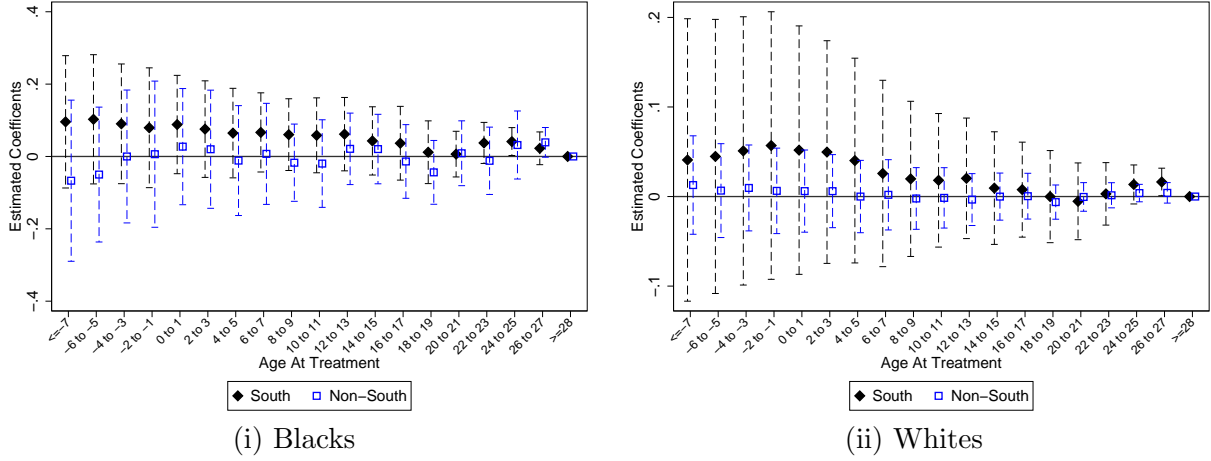 Estimated Coefficents
.4
.2
0
-.2
-.4
<=-7
-6 to -5
-4 to -3
-2 to -1
0 to 1
2 to 3
4 to 5
6 to 7
8 to 9
10 to 11
12 to 13
14 to 15
16 to 17
18 to 19
20 to 21
22 to 23
24 to 25
26 to 27
>=28
Age At Treatment
South Non-South
(i) Blacks
Estimated Coefficents
.2
.1
0
-.1
<=-7
-6 to -5
-4 to -3
-2 to -1
0 to 1
2 to 3
4 to 5
6 to 7
8 to 9
10 to 11
12 to 13
14 to 15
16 to 17
18 to 19
20 to 21
22 to 23
24 to 25
26 to 27
>=28
Age At Treatment
South Non-South
(ii) Whites